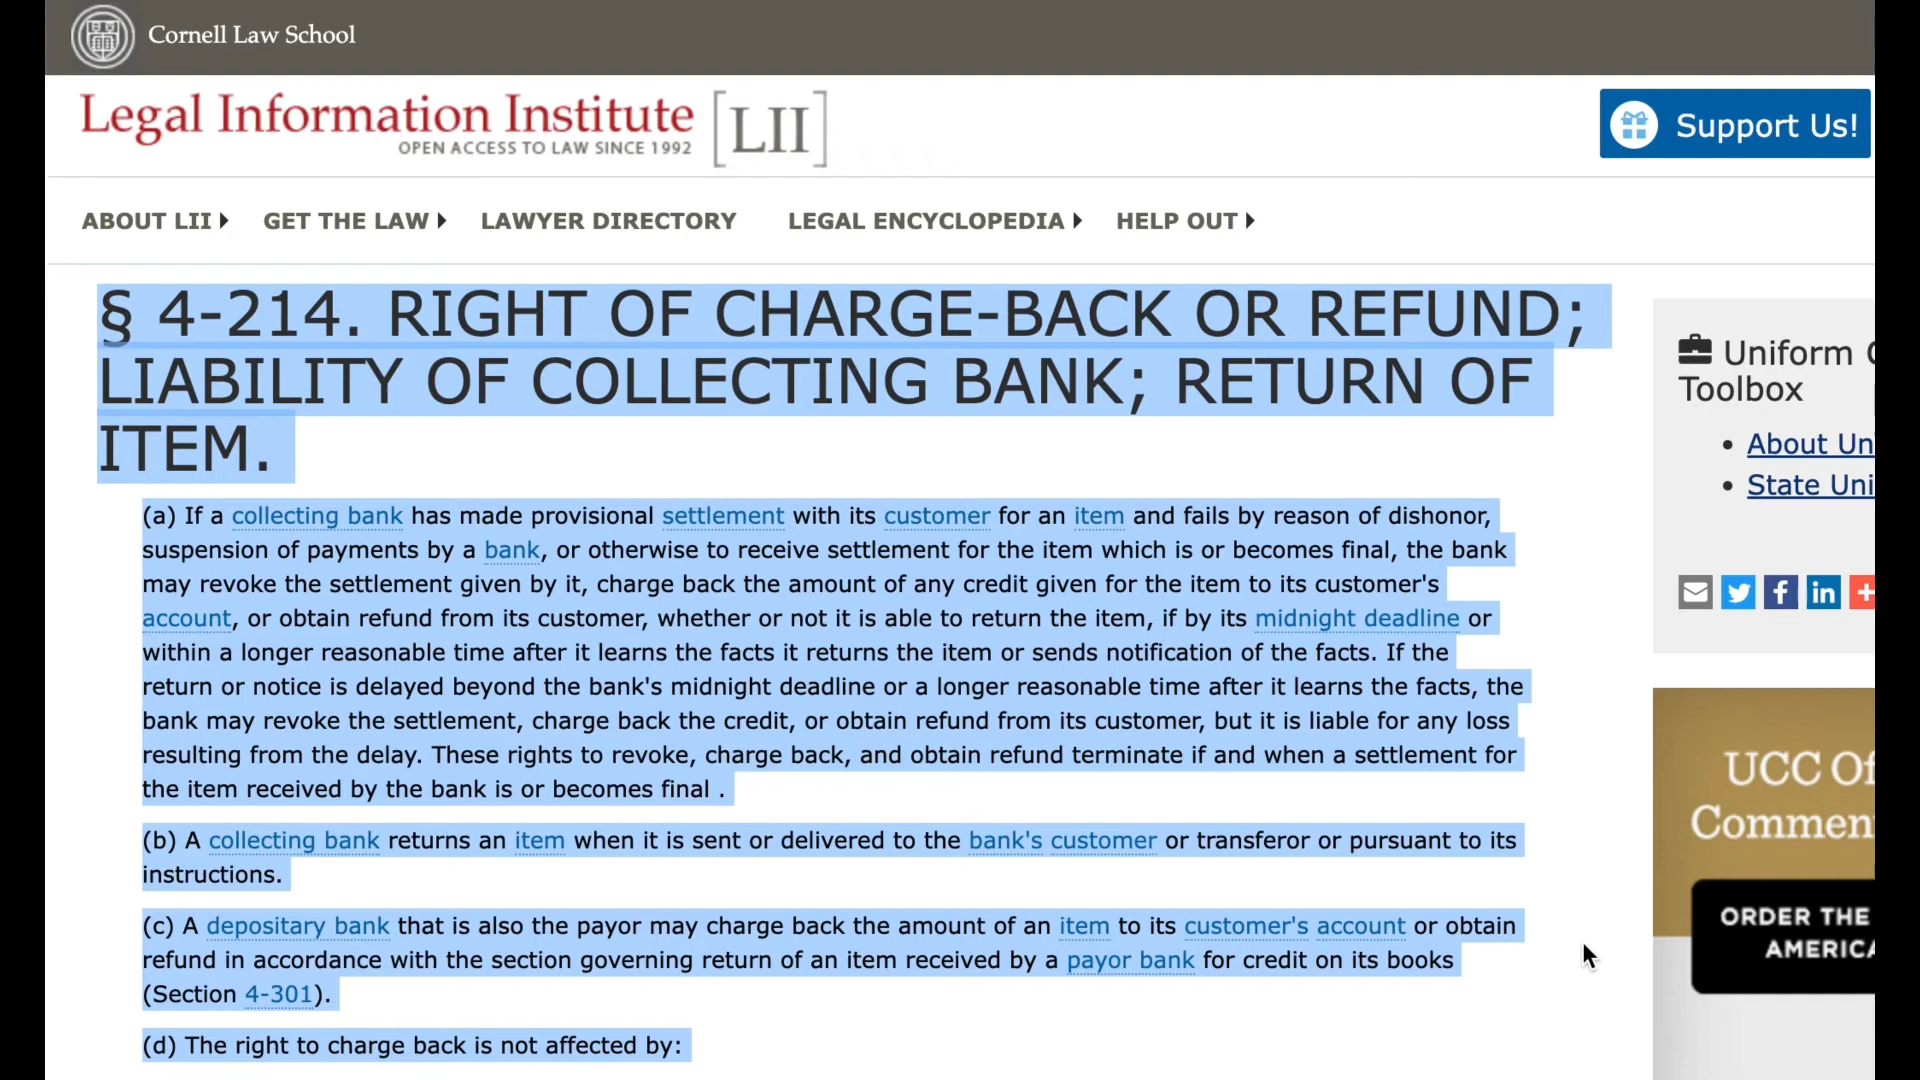 Cornell Law School
Legal Information Institute [LII]
OPEN ACCESS TO LAW SINCE 1992
Support Us!
ABOUT LII GET THE LAW LAWYER DIRECTORY LEGAL ENCYCLOPEDIA HELP OUT
§ 4-214. RIGHT OF CHARGE-BACK OR REFUND;
LIABILITY OF COLLECTING BANK; RETURN OF
ITEM.
(a) If a collecting bank has made provisional settlement with its customer for an item and fails by reason of dishonor,
suspension of payments by a bank, or otherwise to receive settlement for the item which is or becomes final, the bank
may revoke the settlement given by it, charge back the amount of any credit given for the item to its customer's
account, or obtain refund from its customer, whether or not it is able to return the item, if by its midnight deadline or
within a longer reasonable time after it learns the facts it returns the item or sends notification of the facts. If the
return or notice is delayed beyond the bank's midnight deadline or a longer reasonable time after it learns the facts, the
bank may revoke the settlement, charge back the credit, or obtain refund from its customer, but it is liable for any loss
resulting from the delay. These rights to revoke, charge back, and obtain refund terminate if and when a settlement for
the item received by the bank is or becomes final .
(b) A collecting bank returns an item when it is sent or delivered to the bank's customer or transferor or pursuant to its
instructions.
(c) A depositary bank that is also the payor may charge back the amount of an item to its customer's account or obtain
refund in accordance with the section governing return of an item received by a payor bank for credit on its books
(Section 4-301).
(d) The right to charge back is not affected by:
Uniform
Toolbox
About Un
State Uni
UCC Of
Commen
ORDER THE
AMERICA